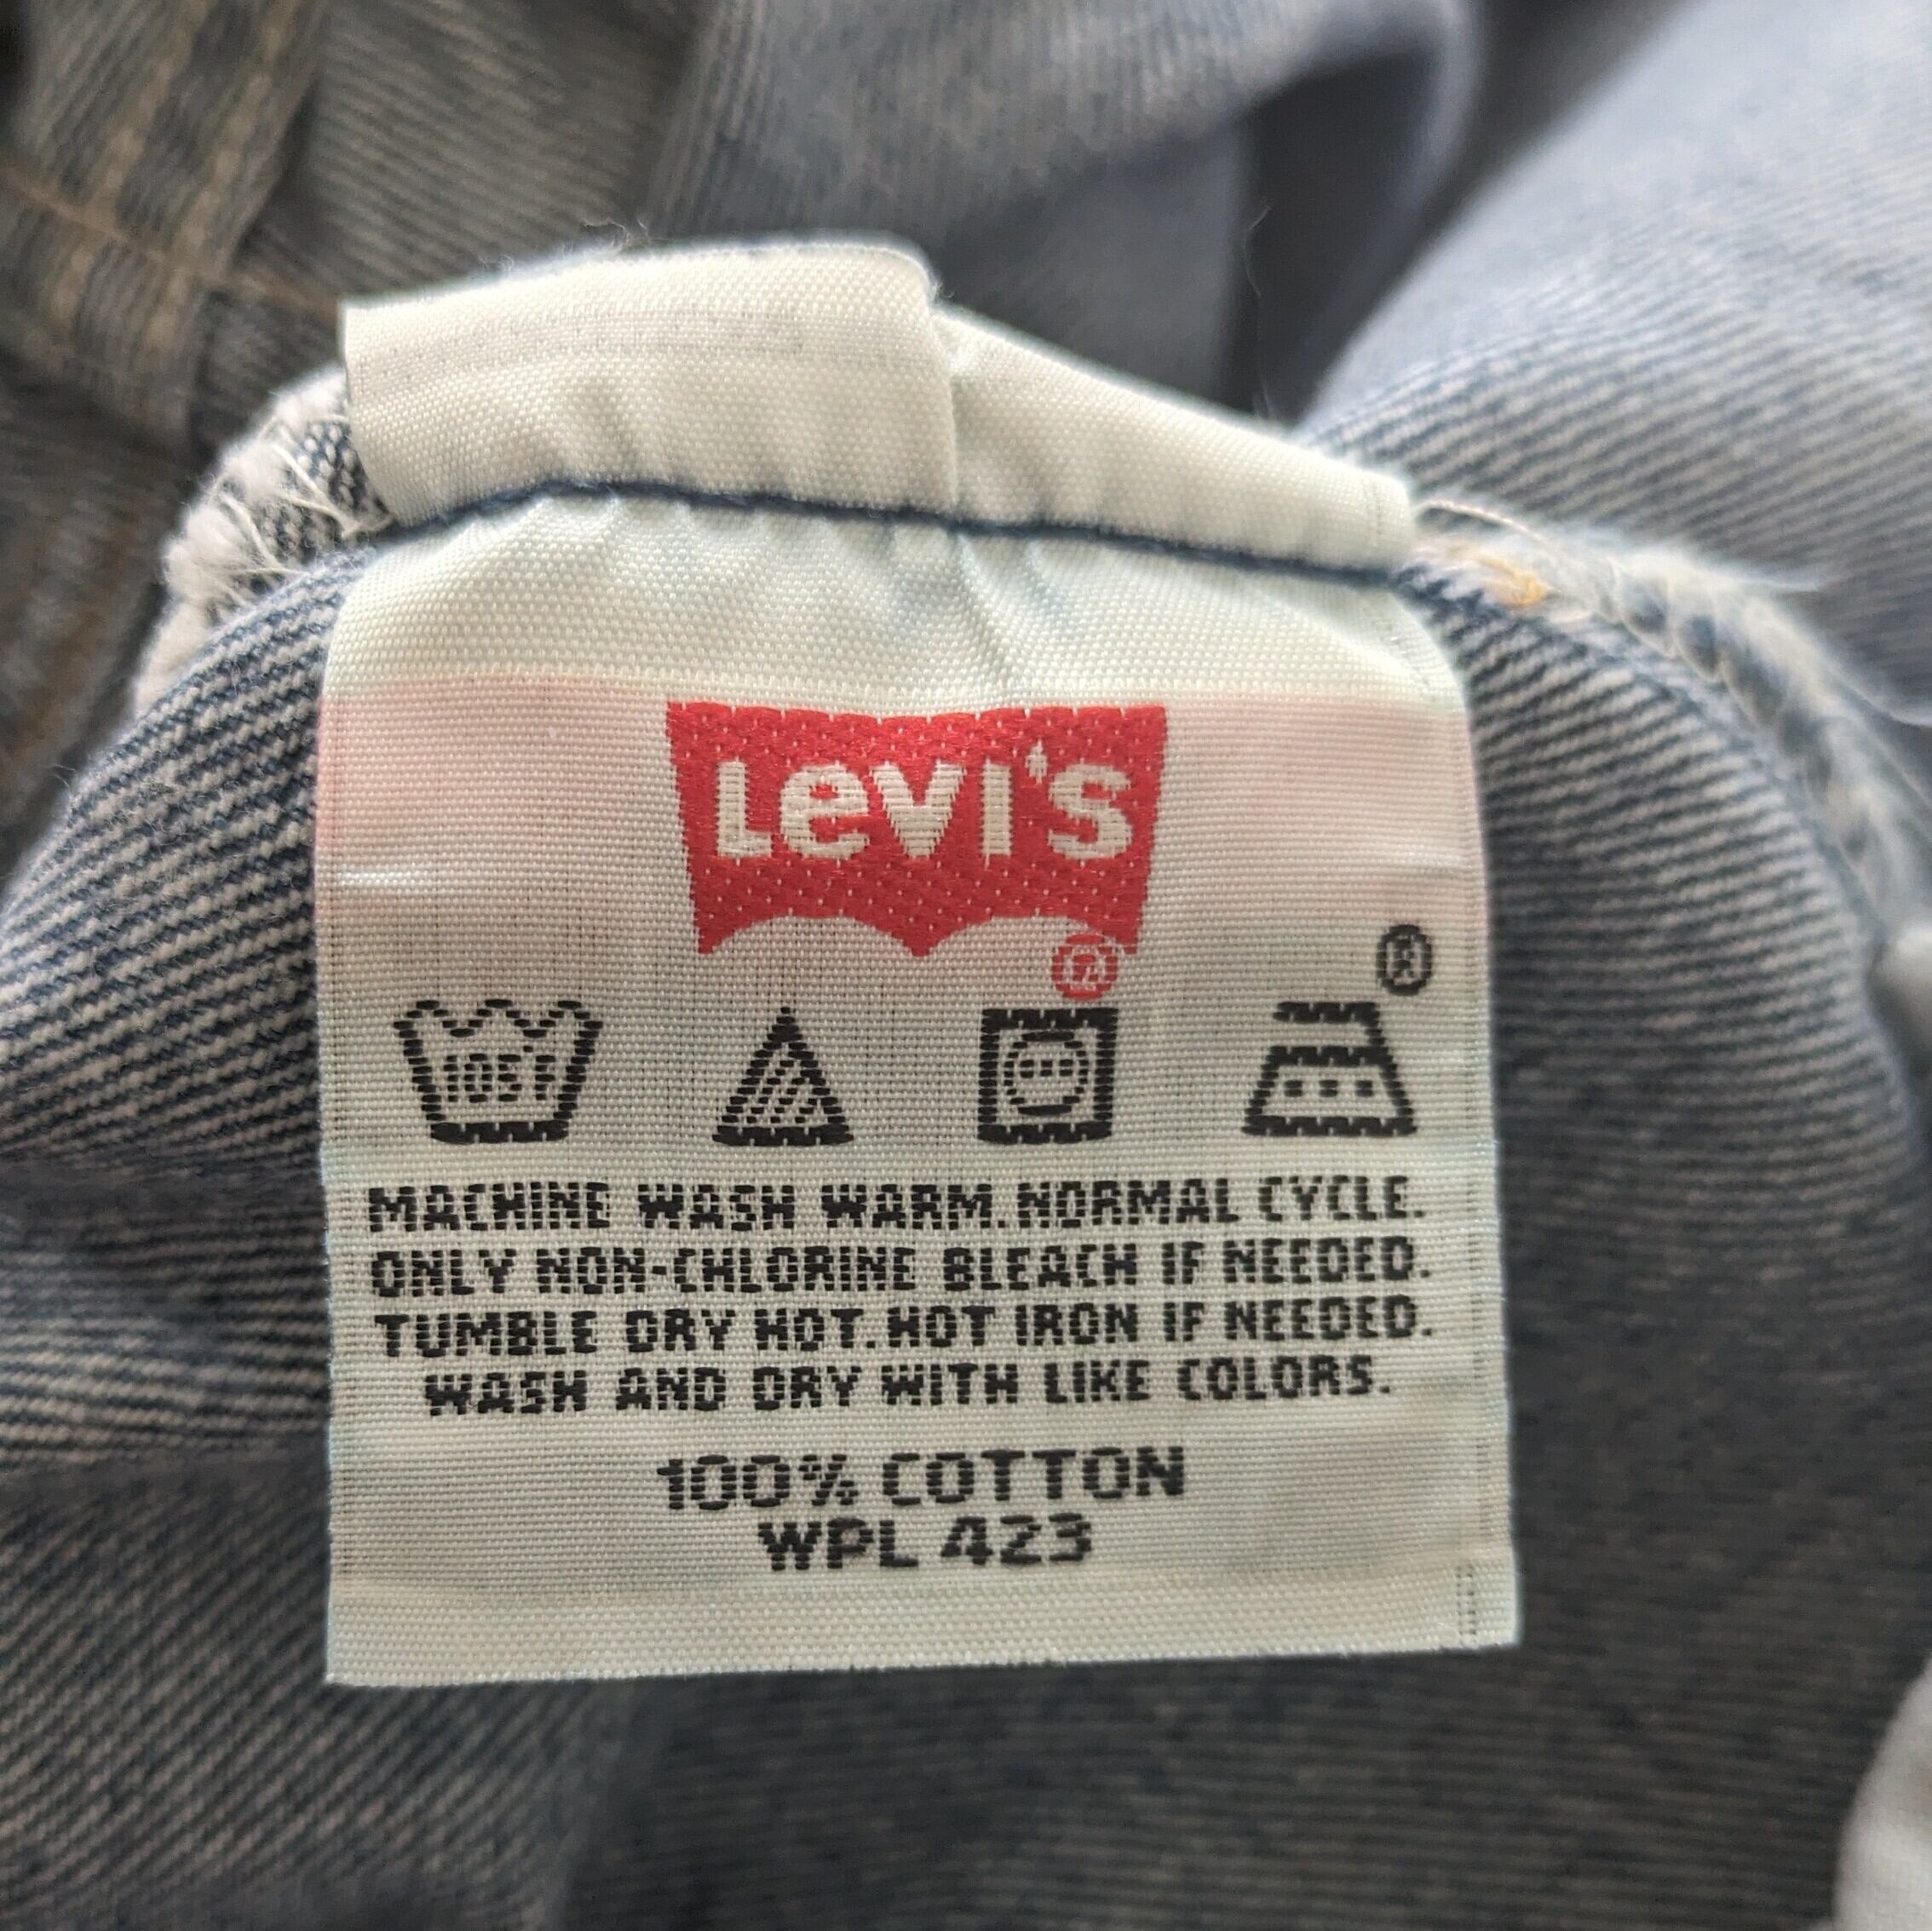 LEVI'S
®
®
105°F
MACHINE WASH WARM. NORMAL CYCLE.
ONLY NON-CHLORINE BLEACH IF NEEDED.
TUMBLE DRY HOT. HOT IRON IF NEEDED.
WASH AND DRY WITH LIKE COLORS.
100% COTTON
WPL 423